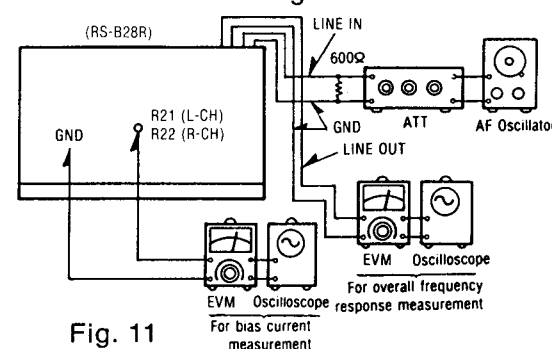 (RS-B28R)
LINE IN
600Ω
R21 (L-CH)
R22 (R-CH)
GND
GND
ATT
AF Oscillato
LINE OUT
EVM
Oscilloscope
For overall frequency
response measurement
EVM
Oscilloscope
For bias current
measurement
Fig. 11